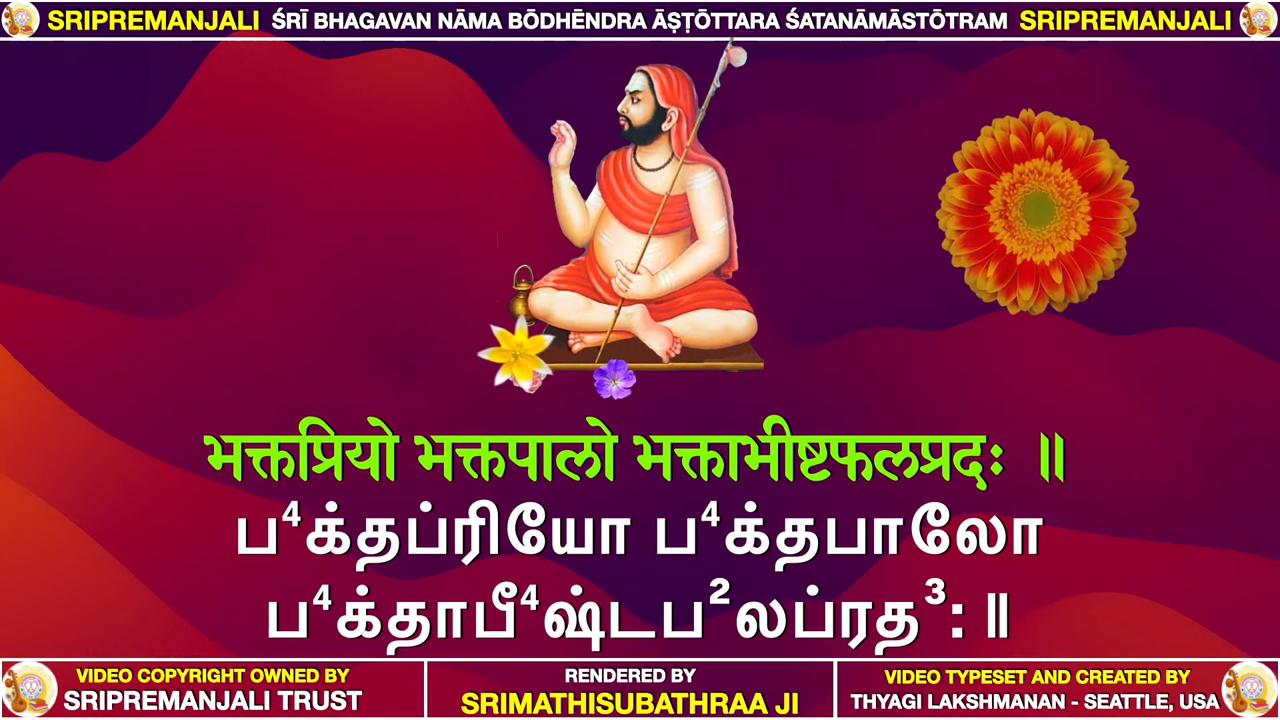 SRIPREMANJALI ŚRĪ BHAGAVAN NĀMA BŌDHĒNDRA ĀṢṬŌTTARA ŚATANĀMĀSTŌTRAM SRIPREMANJALI
भक्तप्रियो भक्तपालो भक्ताभीष्टफलप्रदः ॥
ப⁴க்தப்ரியோ ப⁴க்தபாலோ
ப⁴க்தாபீ⁴ஷ்டப²லப்ரத³: ॥
VIDEO COPYRIGHT OWNED BY
SRIPREMANJALI TRUST
RENDERED BY
SRIMATHISUBATHRAA JI
VIDEO TYPESET AND CREATED BY
THYAGI LAKSHMANAN - SEATTLE, USA